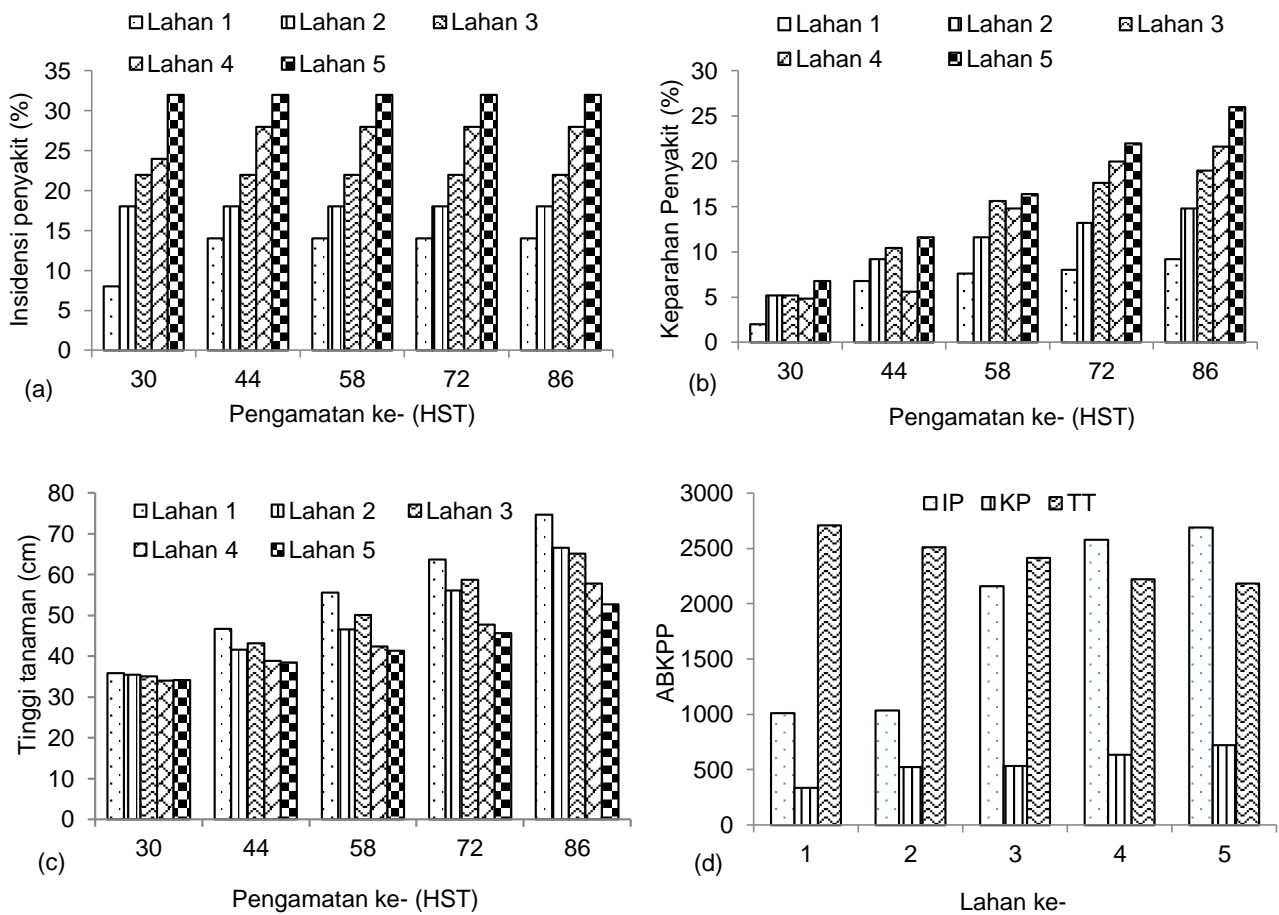 Lahan 1 Lahan 2 Lahan 3
Lahan 4 Lahan 5
Insidensi penyakit (%)
35
30
25
20
15
10
5
0
30 44 58 72 86
(a)
Pengamatan ke- (HST)
Lahan 1 Lahan 2 Lahan 3
Lahan 4 Lahan 5
Keparahan Penyakit (%)
30
25
20
15
10
5
0
30 44 58 72 86
(b)
Pengamatan ke- (HST)
Lahan 1 Lahan 2 Lahan 3
Lahan 4 Lahan 5
Tinggi tanaman (cm)
80
70
60
50
40
30
20
10
0
30 44 58 72 86
(c)
Pengamatan ke- (HST)
IP KP TT
ABKPP
3000
2500
2000
1500
1000
500
0
1 2 3 4 5
(d)
Lahan ke-